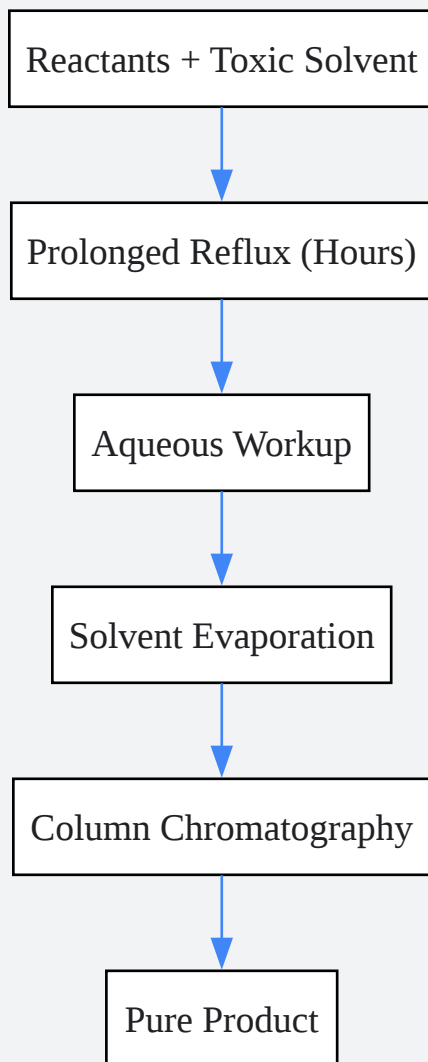 Reactants + Toxic Solvent
Prolonged Reflux (Hours)
Aqueous Workup
Solvent Evaporation
Column Chromatography
Pure Product